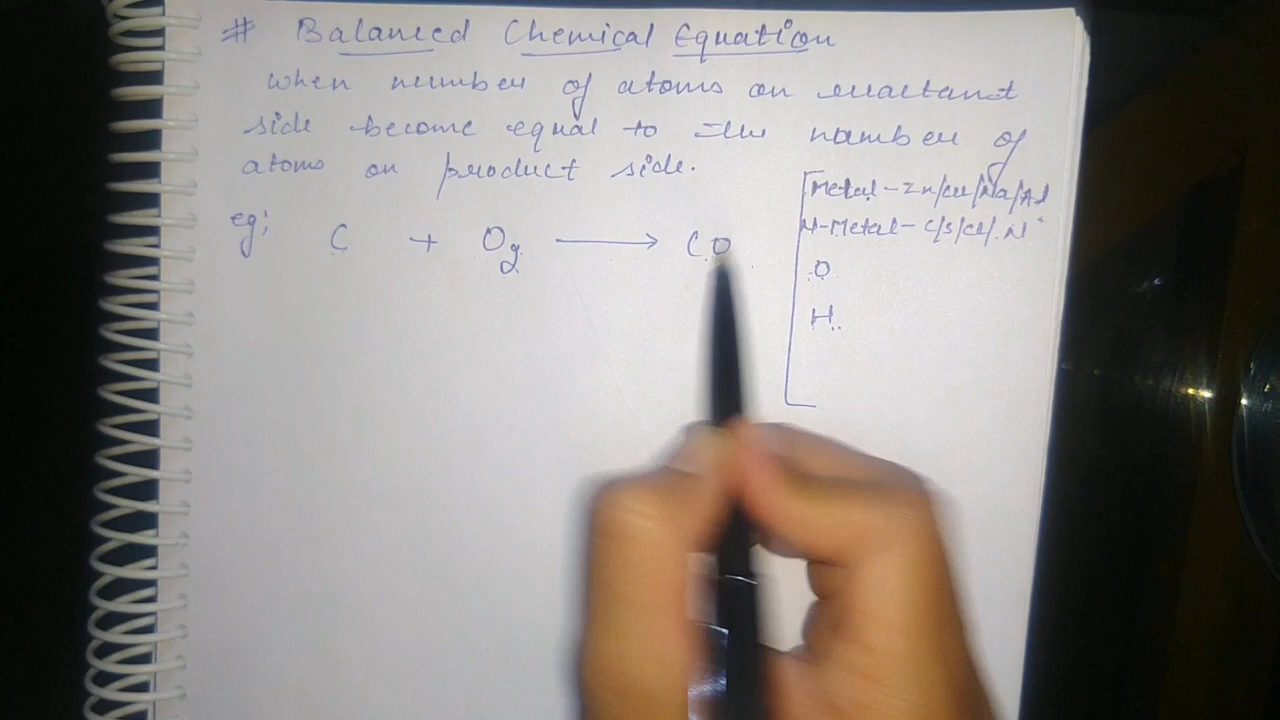 # Balanced Chemical Equation
when number of atoms on reactant
side become equal to the number of
atoms on product side.
eg; C + O2 ⟶ CO
Metal - Zn/Cu/Na/Al
N-Metal - C/S/Cl/N
O
H